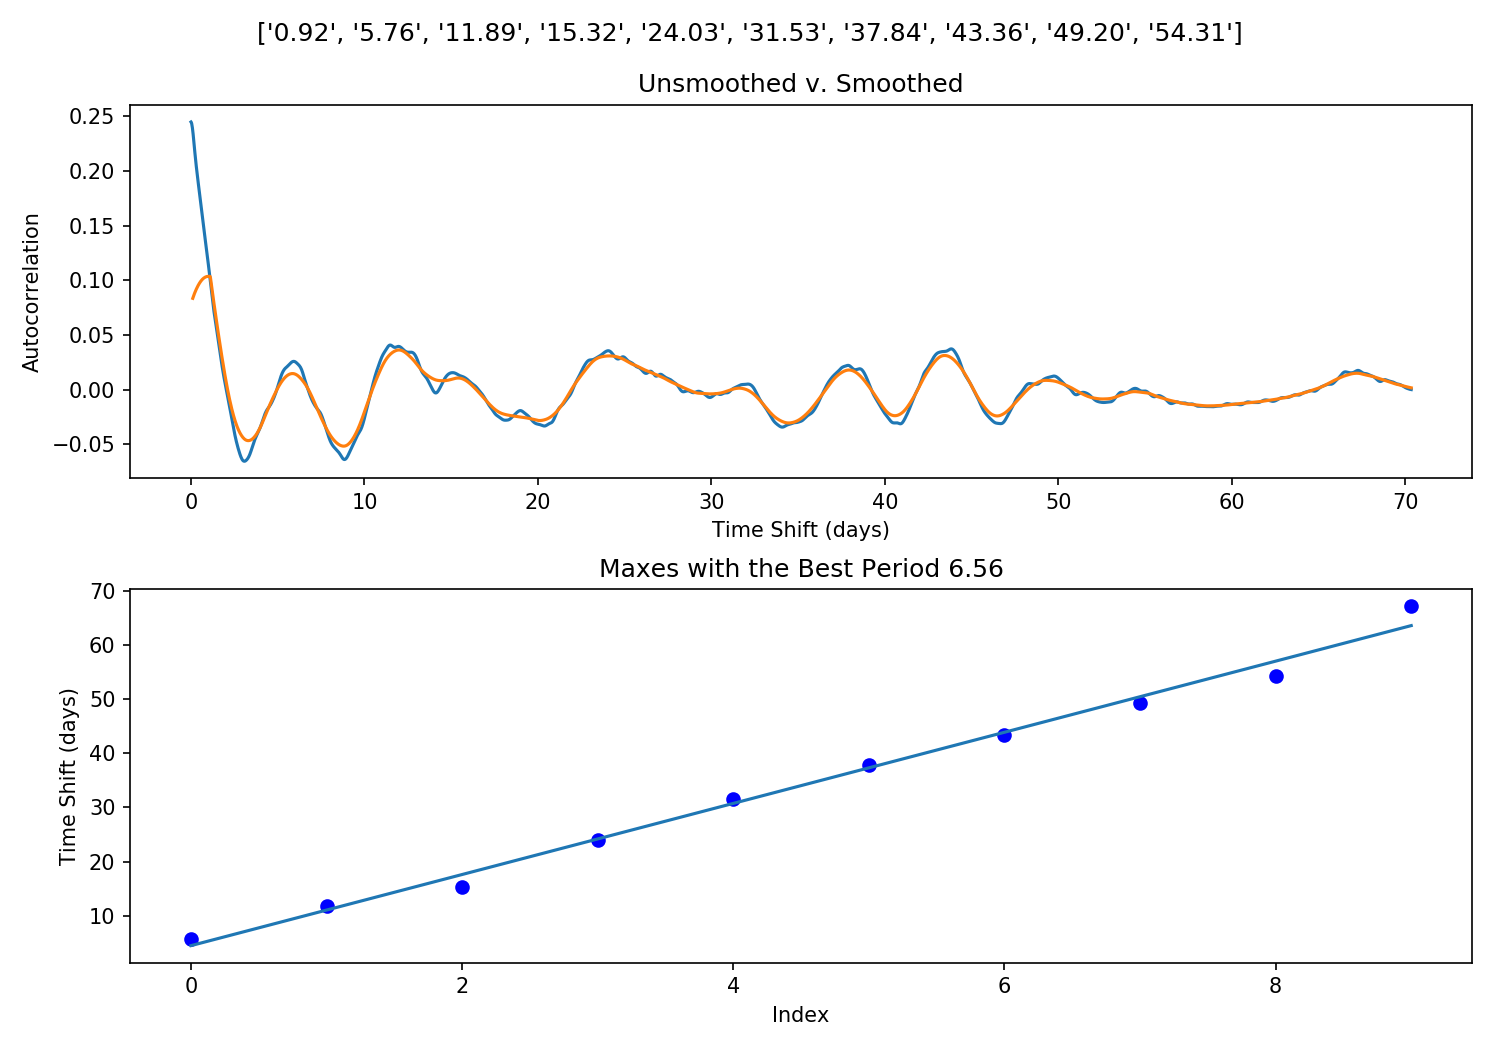 ['0.92', '5.76', '11.89', '15.32', '24.03', '31.53', '37.84', '43.36', '49.20', '54.31']
Unsmoothed v. Smoothed
0.25
0.20
0.15
0.10
0.05
0.00
−0.05
Autocorrelation
0 10 20 30 40 50 60 70
Time Shift (days)
Maxes with the Best Period 6.56
70
60
50
40
30
20
10
Time Shift (days)
0 2 4 6 8
Index